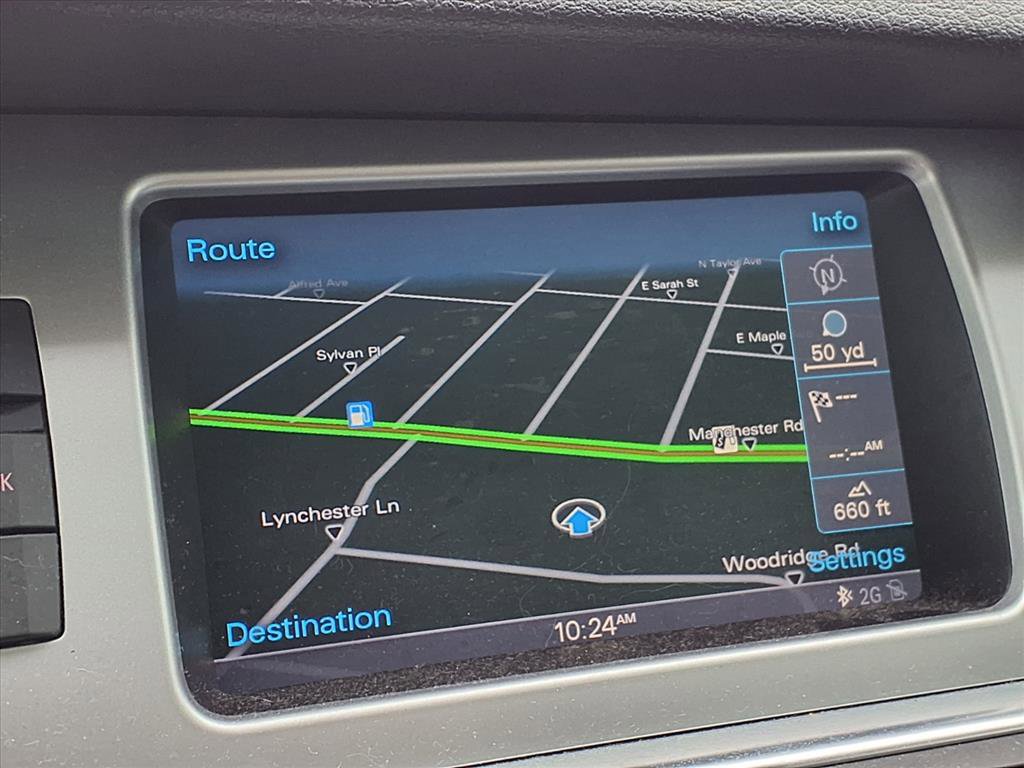 Route
Info
N Taylor Ave
Alfred Ave
E Sarah St
N
E Maple
Sylvan Pl
50 yd
---
Manchester Rd
S
--:--AM
K
660 ft
Lynchester Ln
Woodridge Rd
Settings
Destination
10:24AM
2G